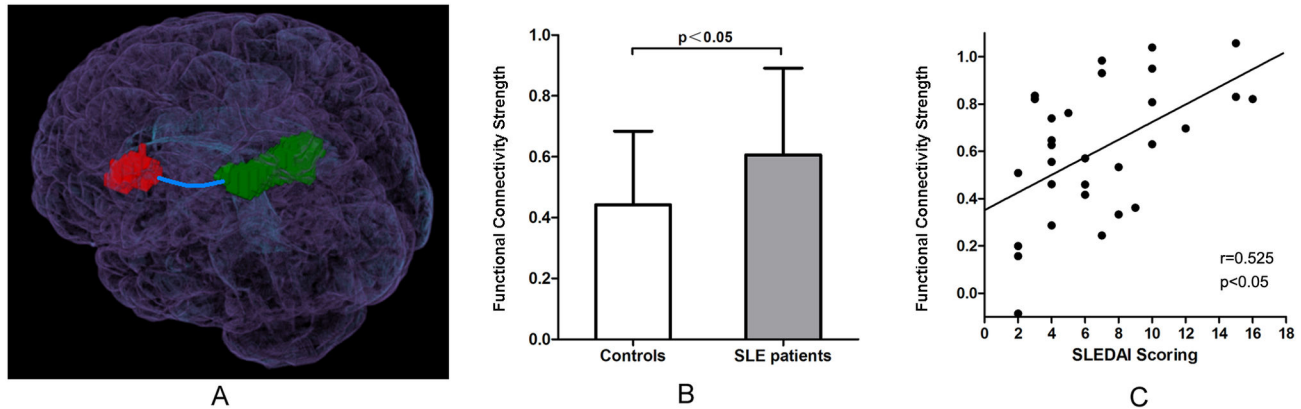 A
Functional Connectivity Strength
1.0
0.8
0.6
0.4
0.2
0.0
p<0.05
Controls
SLE patients
B
Functional Connectivity Strength
1.0
0.8
0.6
0.4
0.2
0.0
r=0.525
p<0.05
0 2 4 6 8 10 12 14 16 18
SLEDAI Scoring
C